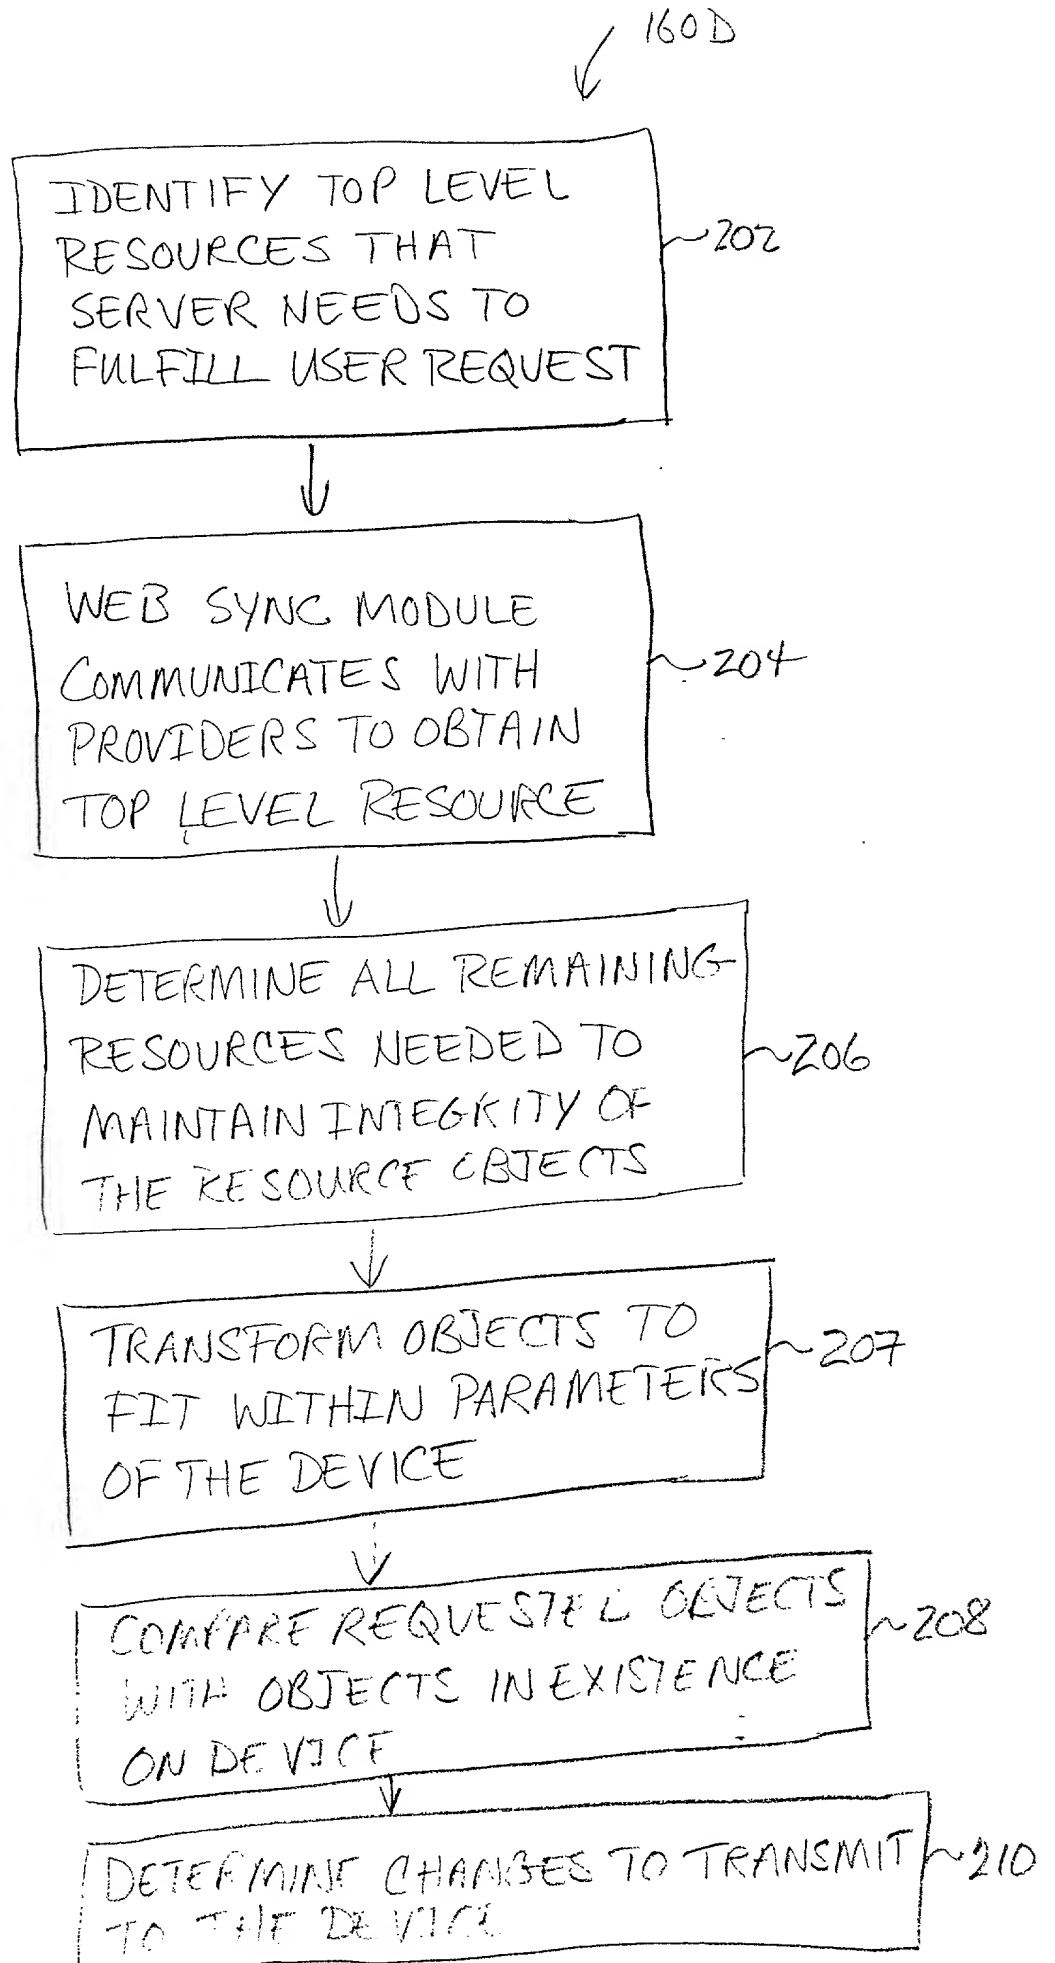 160D
IDENTIFY TOP LEVEL
RESOURCES THAT
SERVER NEEDS TO
FULFILL USER REQUEST
202
WEB SYNC MODULE
COMMUNICATES WITH
PROVIDERS TO OBTAIN
TOP LEVEL RESOURCE
204
DETERMINE ALL REMAINING
RESOURCES NEEDED TO
MAINTAIN INTEGRITY OF
THE RESOURCE OBJECTS
206
TRANSFORM OBJECTS TO
FIT WITHIN PARAMETERS
OF THE DEVICE
207
COMPARE REQUESTED OBJECTS
WITH OBJECTS IN EXISTENCE
ON DEVICE
208
DETERMINE CHANGES TO TRANSMIT
TO THE DEVICE
210